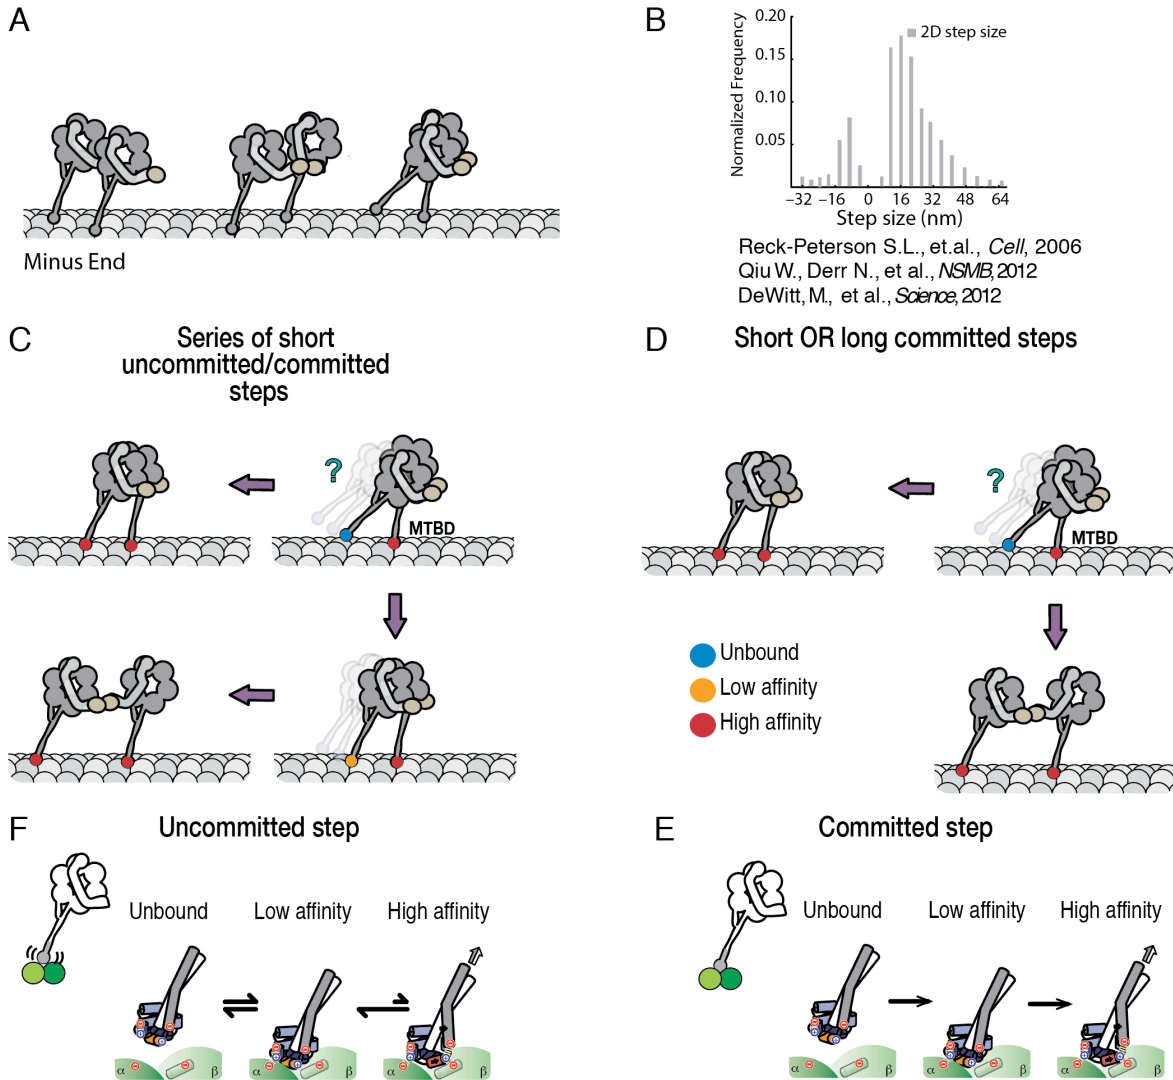 A
Minus End
B
0.20
0.15
0.10
0.05
Normalized Frequency
2D step size
−32 −16 0 16 32 48 64
Step size (nm)
Reck-Peterson S.L., et.al., Cell, 2006
Qiu W., Derr N., et al., NSMB, 2012
DeWitt, M., et al., Science, 2012
C
Series of short
uncommitted/committed
steps
?
MTBD
D
Short OR long committed steps
?
MTBD
Unbound
Low affinity
High affinity
F
Uncommitted step
Unbound
Low affinity
High affinity
α β
α β
α β
E
Committed step
Unbound
Low affinity
High affinity
α β
α β
α β